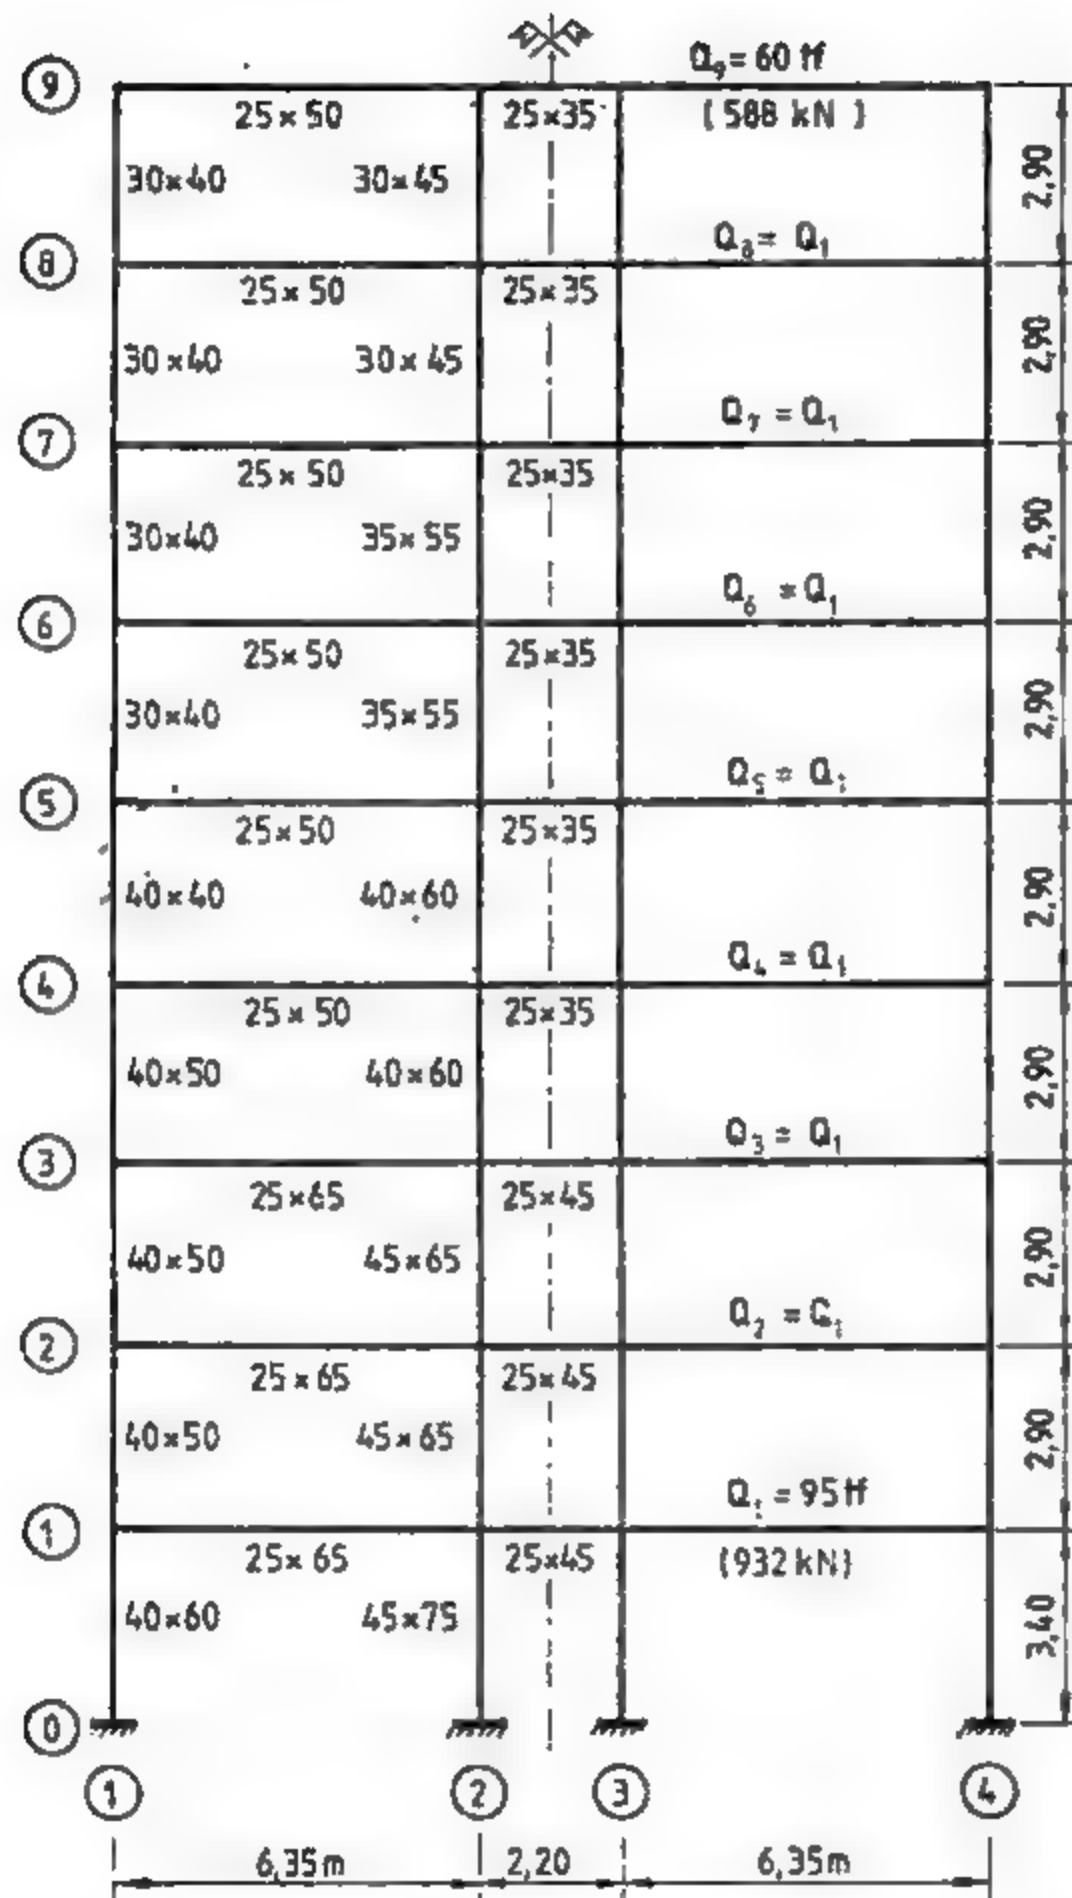 Q₉ = 60 tf
9
25×50 25×35 (588 kN)
30×40 30×45 2,90
Q₈ = Q₁
8
25×50 25×35
30×40 30×45 2,90
Q₇ = Q₁
7
25×50 25×35
30×40 35×55 2,90
Q₆ = Q₁
6
25×50 25×35
30×40 35×55 2,90
Q₅ = Q₁
5
25×50 25×35
40×40 40×60 2,90
Q₄ = Q₁
4
25×50 25×35
40×50 40×60 2,90
Q₃ = Q₁
3
25×65 25×45
40×50 45×65 2,90
Q₂ = Q₁
2
25×65 25×45
40×50 45×65 2,90
Q₁ = 95 tf
1
25×65 25×45 (932 kN)
40×60 45×75 3,40
0
1 2 3 4
6,35m 2,20 6,35m